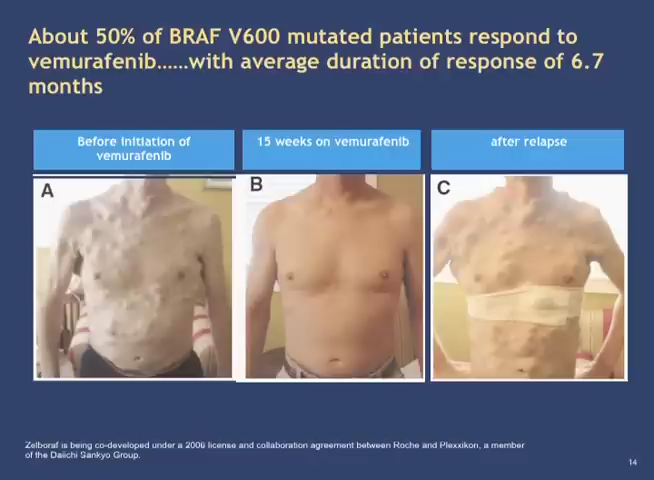 About 50% of BRAF V600 mutated patients respond to
vemurafenib......with average duration of response of 6.7
months
Before initiation of
vemurafenib
15 weeks on vemurafenib
after relapse
A
B
C
Zelboraf is being co-developed under a 2006 license and collaboration agreement between Roche and Plexxikon, a member
of the Daiichi Sankyo Group.
14